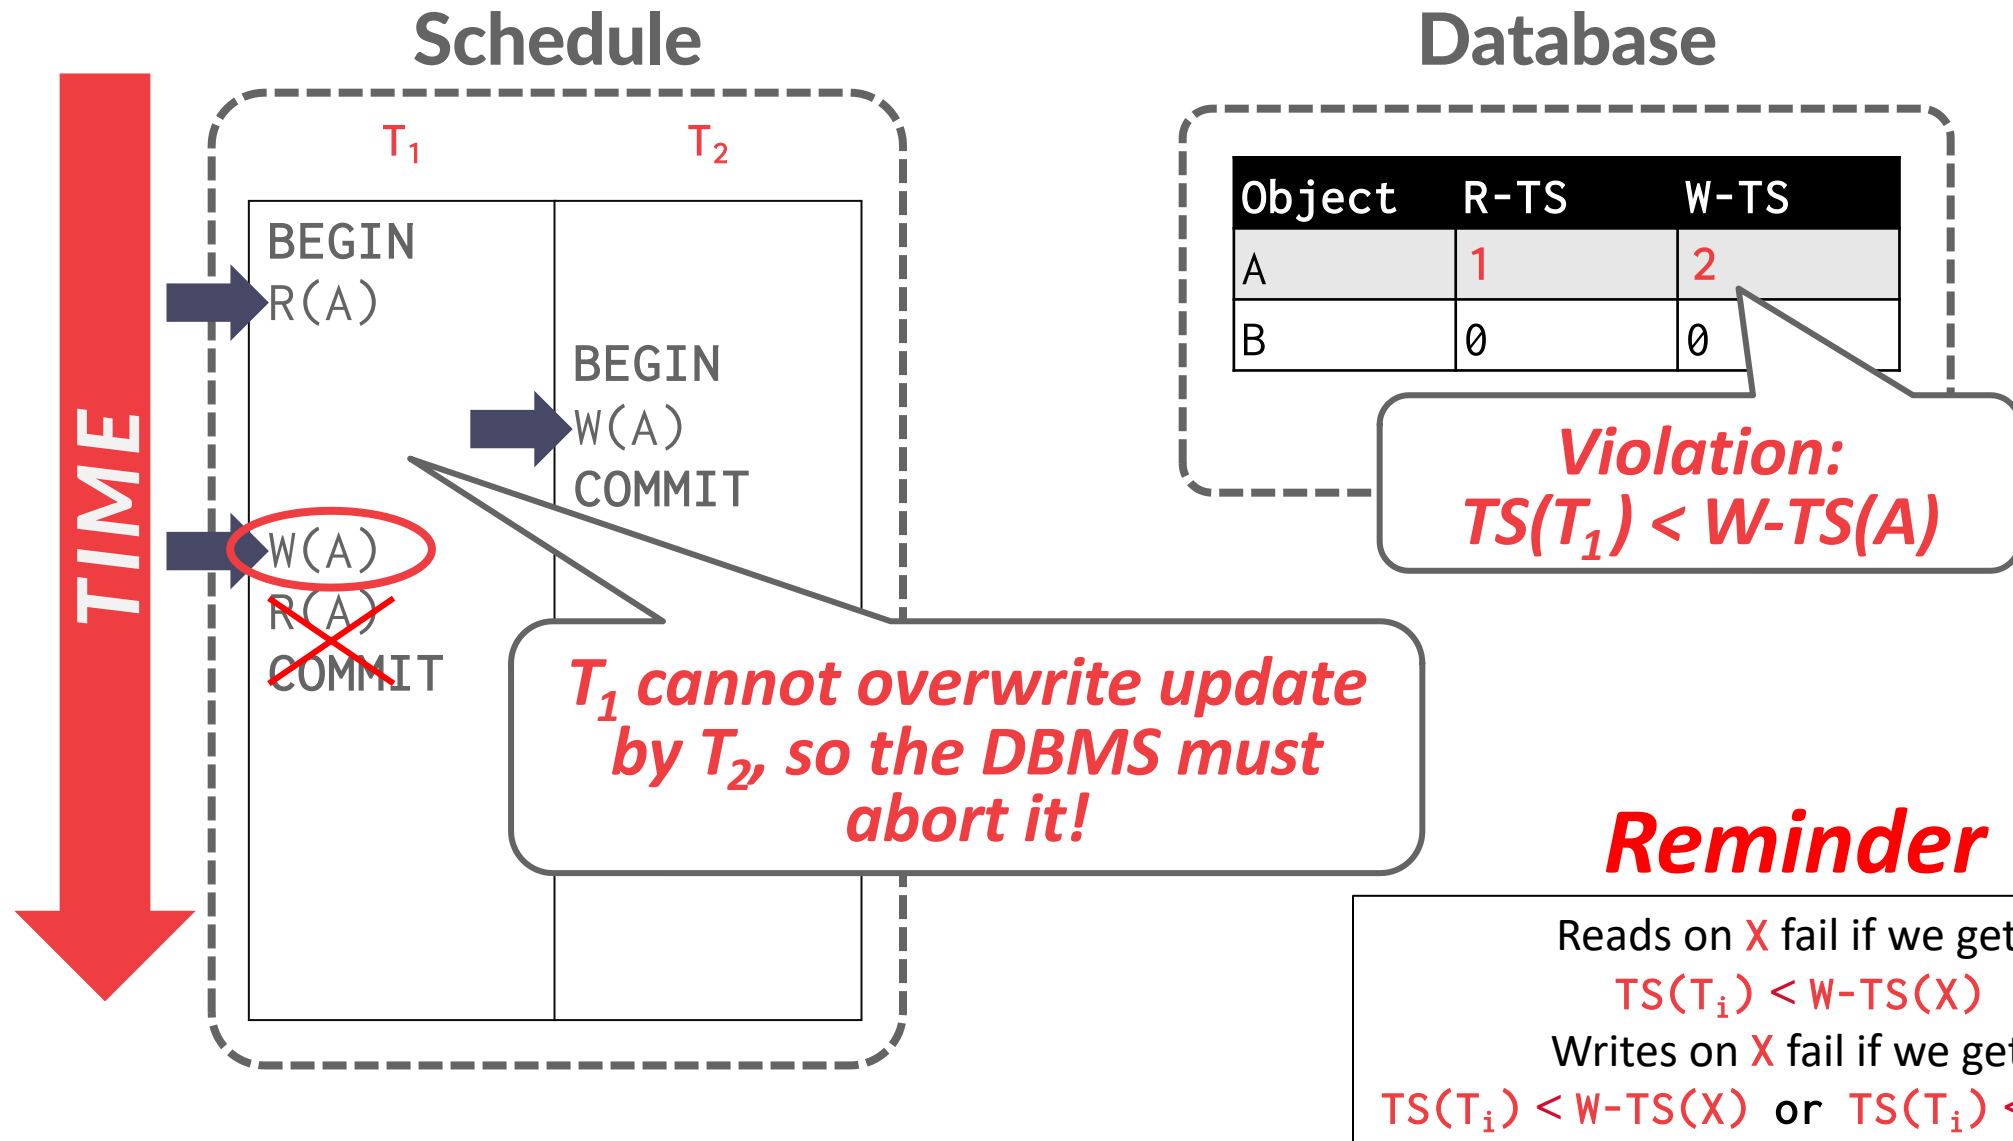 Schedule
Database
TIME
T₁ T₂
BEGIN
R(A)
BEGIN
W(A)
COMMIT
W(A)
R(A)
COMMIT
Object R-TS W-TS
A 1 2
B 0 0
Violation:
TS(T₁) < W-TS(A)
T₁ cannot overwrite update
by T₂, so the DBMS must
abort it!
Reminder
Reads on X fail if we get
TS(Tᵢ) < W-TS(X)
Writes on X fail if we get
TS(Tᵢ) < W-TS(X) or TS(Tᵢ) <